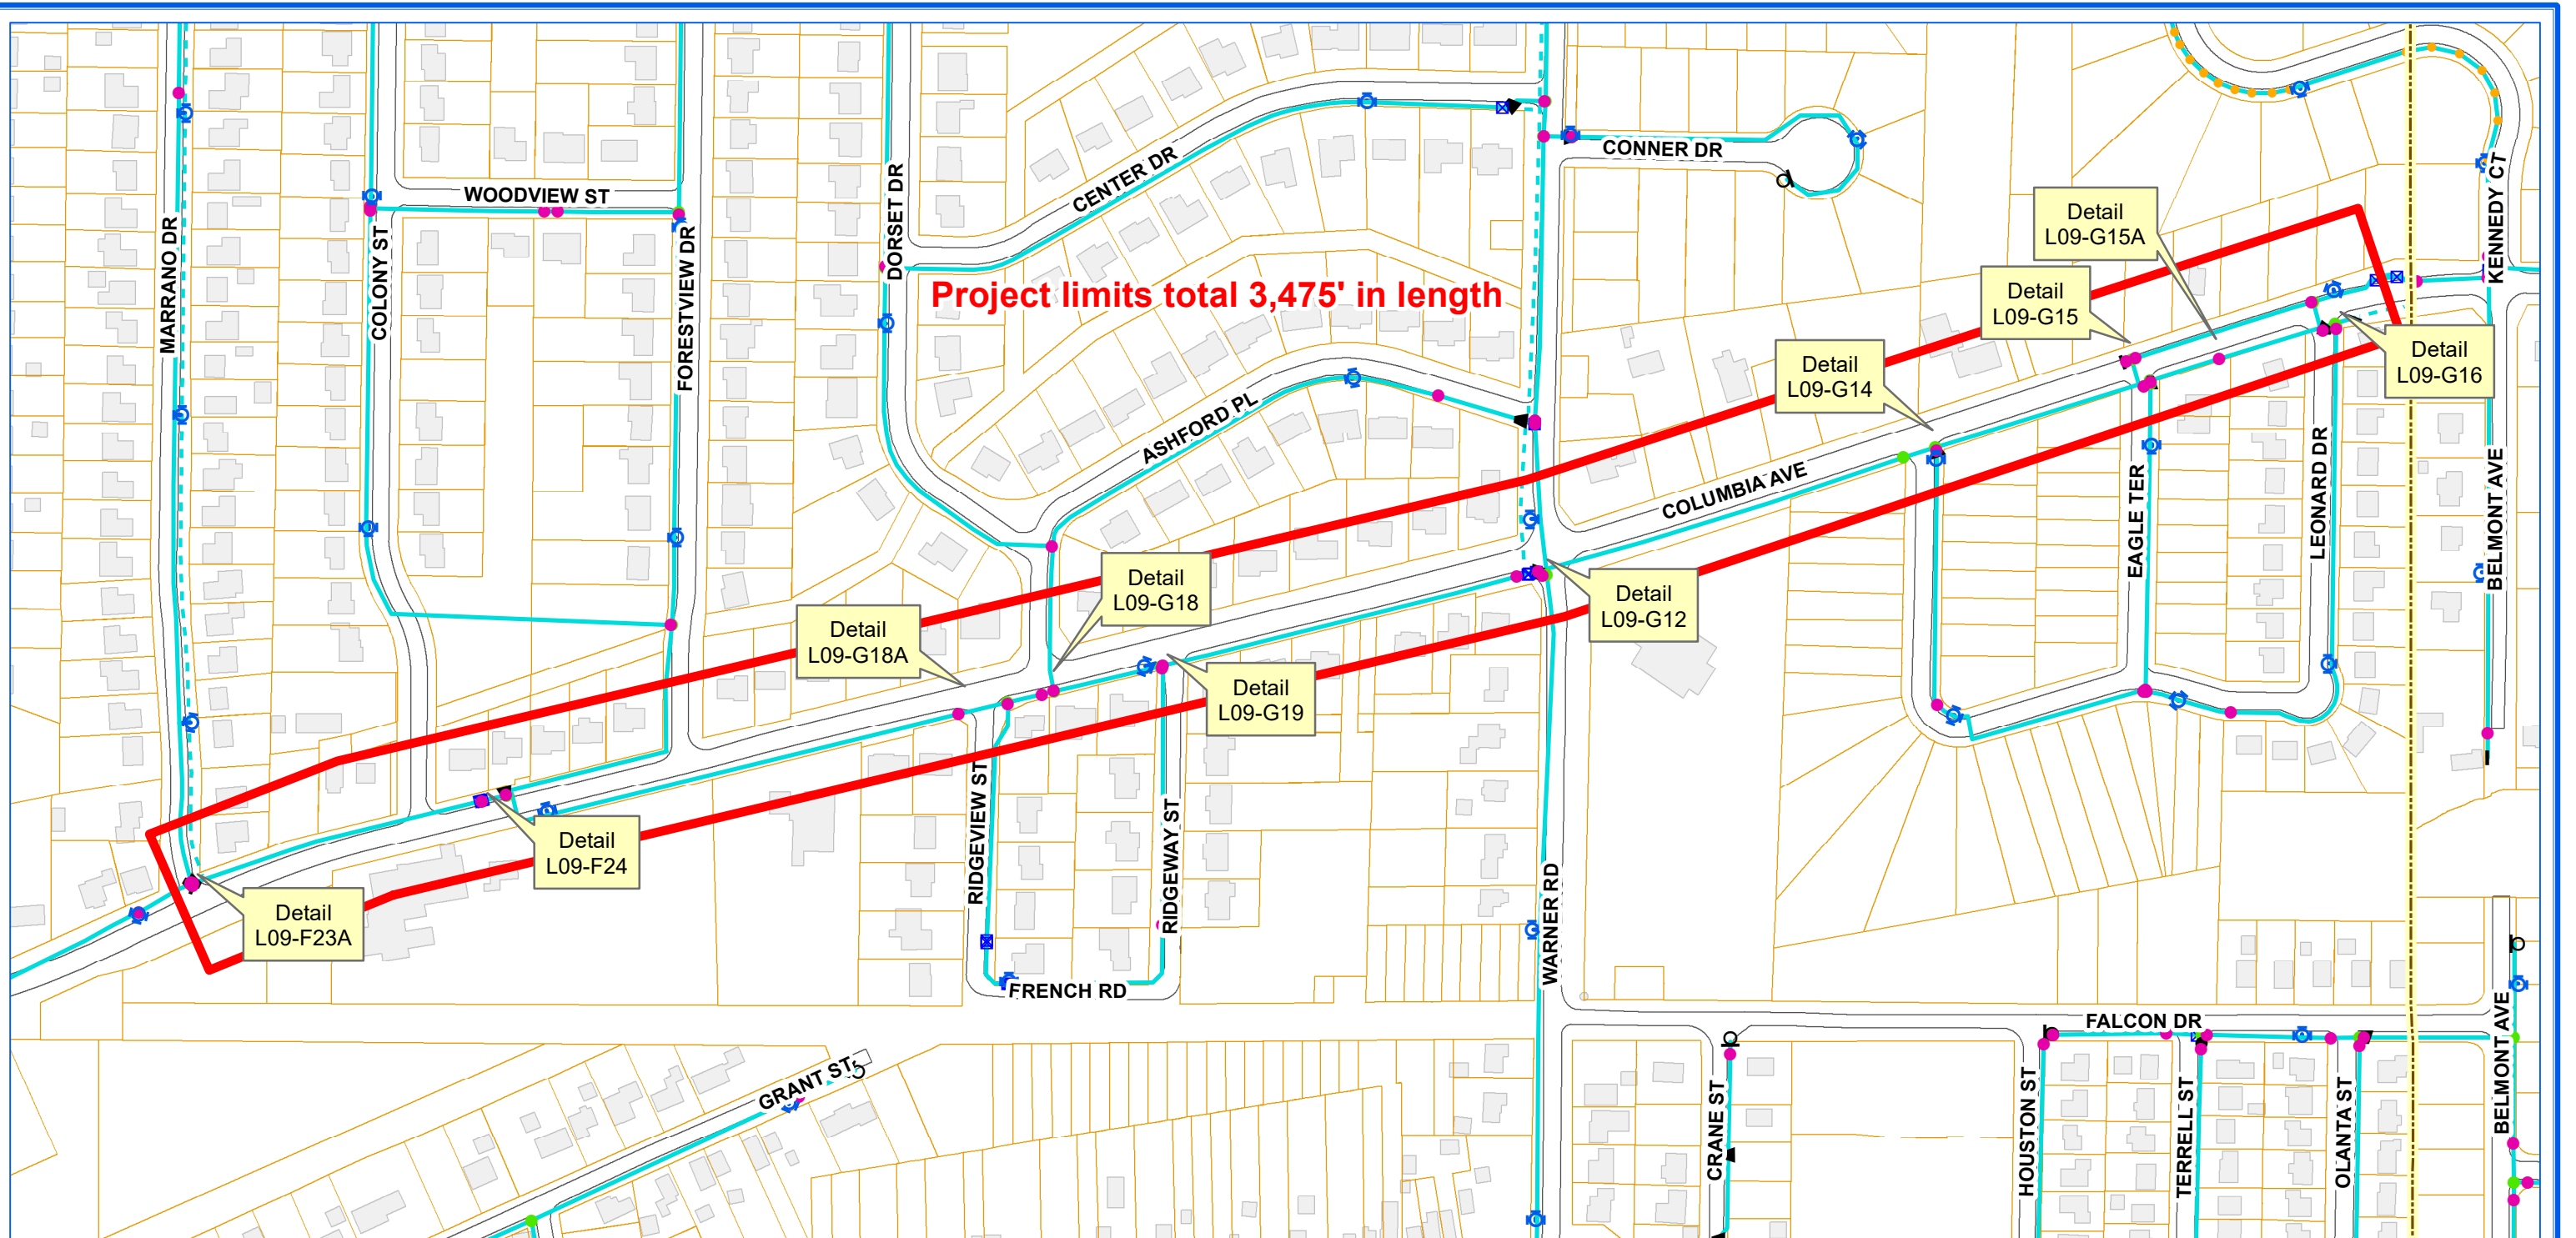 WOODVIEW ST
MARRANO DR
COLONY ST
FORESTVIEW DR
DORSET DR
CENTER DR
CONNER DR
KENNEDY CT
Detail
L09-G15A
Detail
L09-G15
Project limits total 3,475' in length
Detail
L09-G14
Detail
L09-G16
ASHFORD PL
COLUMBIA AVE
EAGLE TER
LEONARD DR
BELMONT AVE
Detail
L09-G18
Detail
L09-G12
Detail
L09-G18A
Detail
L09-G19
Detail
L09-F24
Detail
L09-F23A
RIDGEVIEW ST
RIDGEWAY ST
WARNER RD
FRENCH RD
FALCON DR
BELMONT AVE
GRANT ST
CRANE ST
HOUSTON ST
TERRELL ST
OLANTA ST